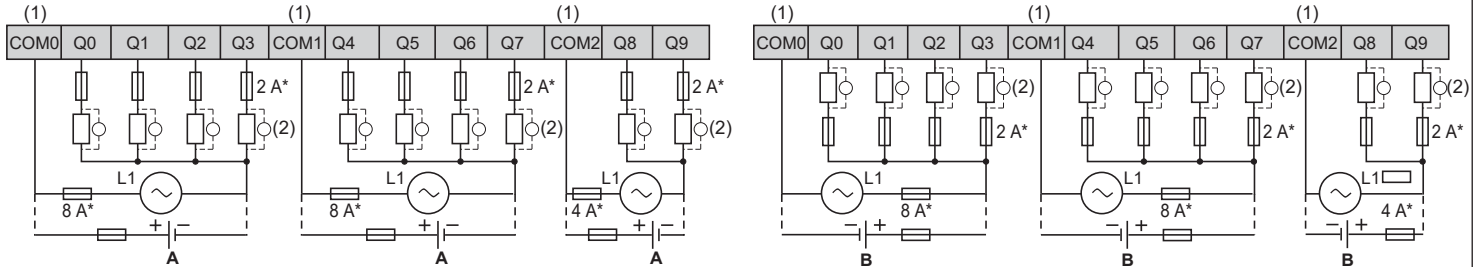 (1) (1) (1) (1) (1) (1)
COM0 Q0 Q1 Q2 Q3 COM1 Q4 Q5 Q6 Q7 COM2 Q8 Q9 COM0 Q0 Q1 Q2 Q3 COM1 Q4 Q5 Q6 Q7 COM2 Q8 Q9
2 A* 2 A* 2 A* (2) (2) (2)
(2) (2) (2) 2 A* 2 A* 2 A*
L1 L1 L1 L1 L1 L1
8 A* 8 A* 4 A* 8 A* 8 A* 4 A*
+ − + − + − − + − + − +
A A A B B B